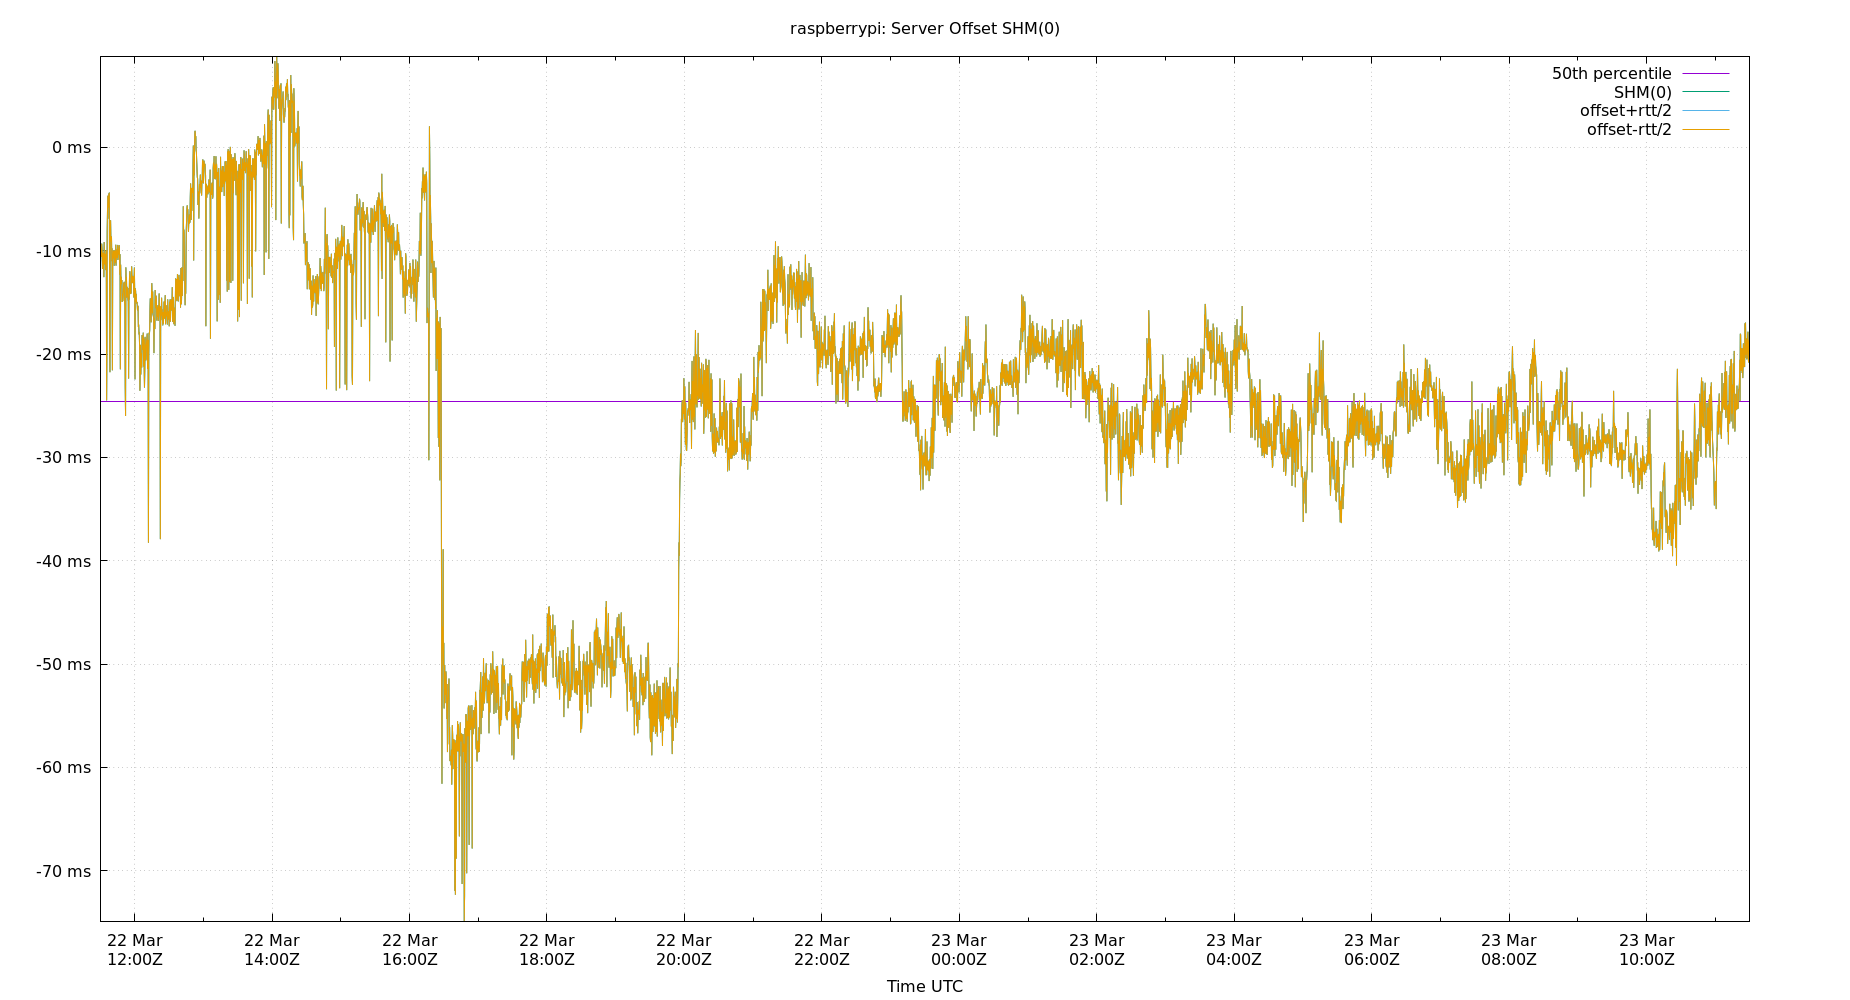 raspberrypi: Server Offset SHM(0)
50th percentile
SHM(0)
offset+rtt/2
offset-rtt/2
0 ms
-10 ms
-20 ms
-30 ms
-40 ms
-50 ms
-60 ms
-70 ms
22 Mar 22 Mar 22 Mar 22 Mar 22 Mar 22 Mar 23 Mar 23 Mar 23 Mar 23 Mar 23 Mar 23 Mar
12:00Z 14:00Z 16:00Z 18:00Z 20:00Z 22:00Z 00:00Z 02:00Z 04:00Z 06:00Z 08:00Z 10:00Z
Time UTC